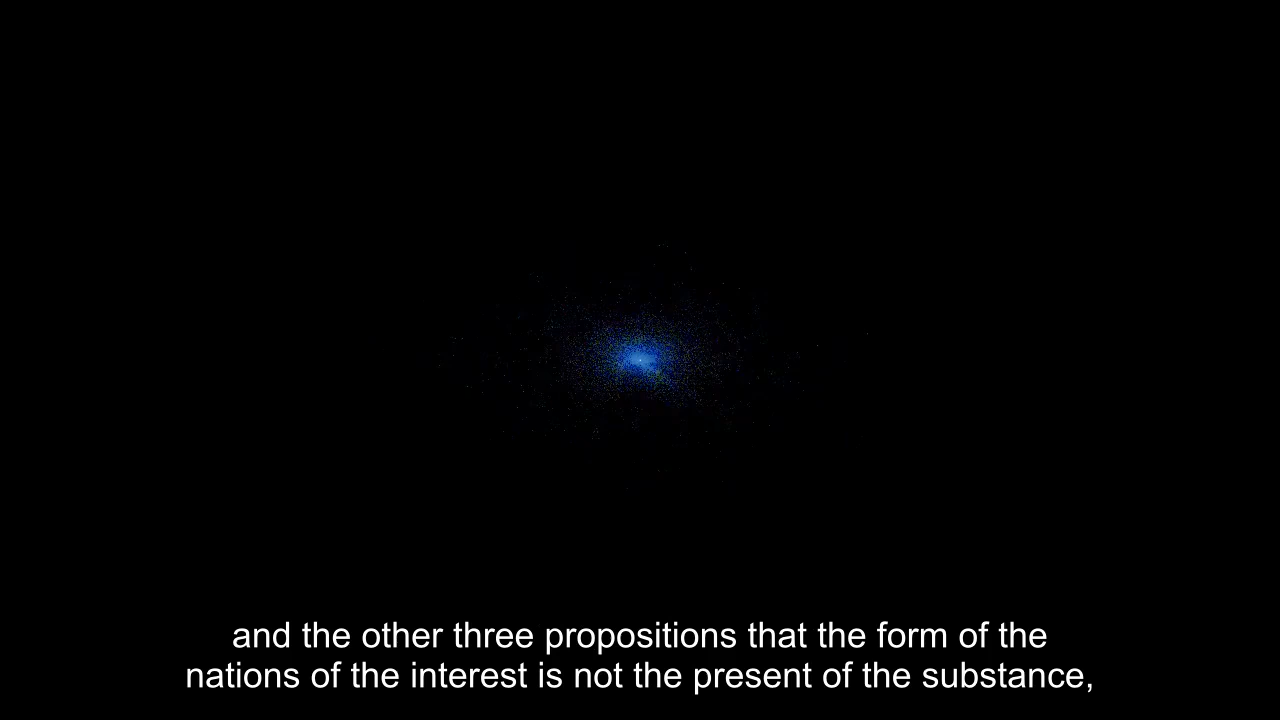 and the other three propositions that the form of the
nations of the interest is not the present of the substance,